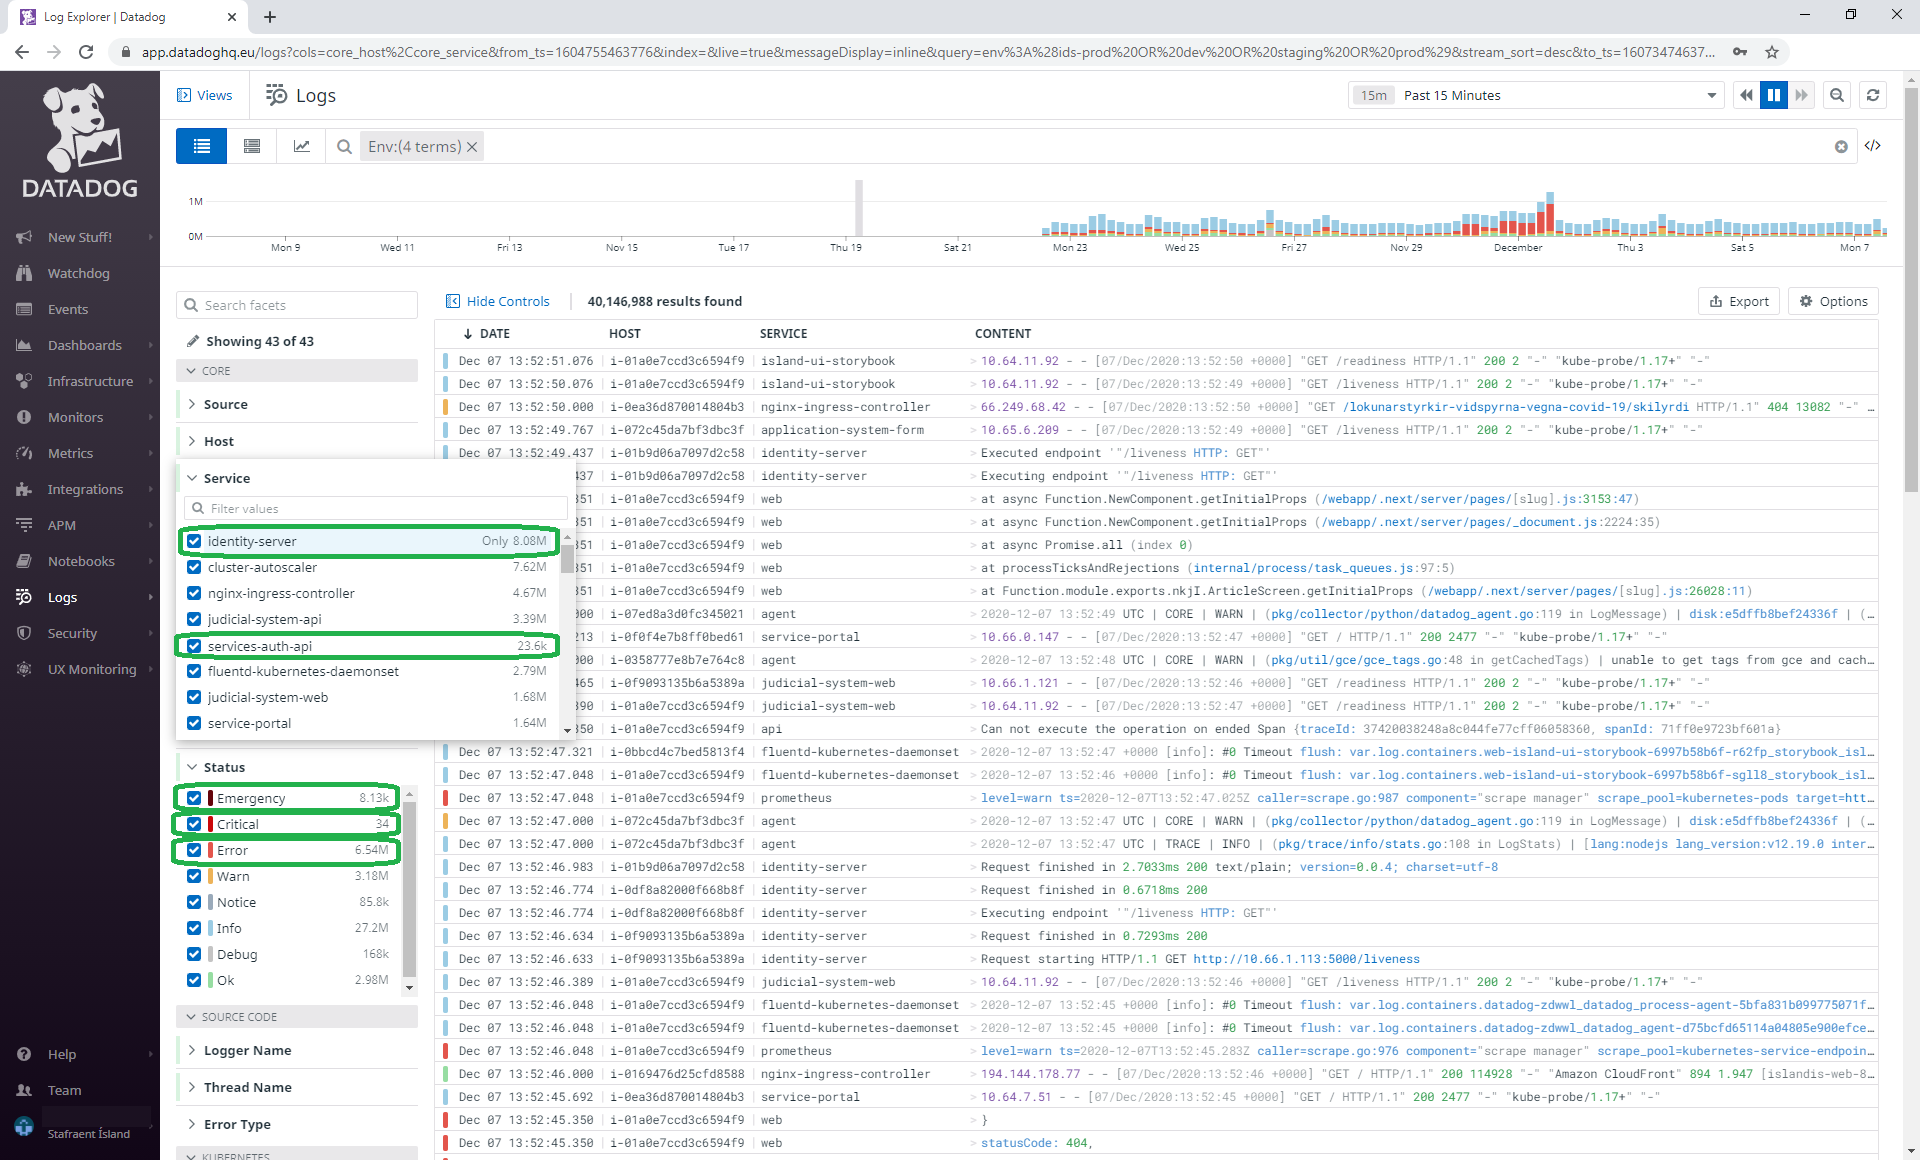 Log Explorer | Datadog
app.datadoghq.eu/logs?cols=core_host%2Ccore_service&from_ts=1604755463776&index=&live=true&messageDisplay=inline&query=env%3A%28ids-prod%20OR%20dev%20OR%20staging%20OR%20prod%29&stream_sort=desc&to_ts=16073474637...
DATADOG
New Stuff!
Watchdog
Events
Dashboards
Infrastructure
Monitors
Metrics
Integrations
APM
Notebooks
Logs
Security
UX Monitoring
Help
Team
Stafraent Ísland
Views
Logs
15m Past 15 Minutes
Env:(4 terms)
</>
1M
0M
Mon 9 Wed 11 Fri 13 Nov 15 Tue 17 Thu 19 Sat 21 Mon 23 Wed 25 Fri 27 Nov 29 December Thu 3 Sat 5 Mon 7
Search facets
Showing 43 of 43
CORE
Source
Host
Service
Filter values
identity-server Only 8.08M
cluster-autoscaler 7.62M
nginx-ingress-controller 4.67M
judicial-system-api 3.39M
services-auth-api 23.6k
fluentd-kubernetes-daemonset 2.79M
judicial-system-web 1.68M
service-portal 1.64M
Status
Emergency 8.13k
Critical 34
Error 6.54M
Warn 3.18M
Notice 85.8k
Info 27.2M
Debug 168k
Ok 2.98M
SOURCE CODE
Logger Name
Thread Name
Error Type
KUBERNETES
Hide Controls 40,146,988 results found Export Options
DATE HOST SERVICE CONTENT
Dec 07 13:52:51.076 i-01a0e7ccd3c6594f9 island-ui-storybook > 10.64.11.92 - - [07/Dec/2020:13:52:50 +0000] "GET /readiness HTTP/1.1" 200 2 "-" "kube-probe/1.17+" "-"
Dec 07 13:52:50.076 i-01a0e7ccd3c6594f9 island-ui-storybook > 10.64.11.92 - - [07/Dec/2020:13:52:49 +0000] "GET /liveness HTTP/1.1" 200 2 "-" "kube-probe/1.17+" "-"
Dec 07 13:52:50.000 i-0ea36d870014804b3 nginx-ingress-controller > 66.249.68.42 - - [07/Dec/2020:13:52:50 +0000] "GET /lokunarstyrkir-vidspyrna-vegna-covid-19/skilyrdi HTTP/1.1" 404 13082 "-" ...
Dec 07 13:52:49.767 i-072c45da7bf3dbc3f application-system-form > 10.65.6.209 - - [07/Dec/2020:13:52:49 +0000] "GET /liveness HTTP/1.1" 200 2 "-" "kube-probe/1.17+" "-"
Dec 07 13:52:49.437 i-01b9d06a7097d2c58 identity-server > Executed endpoint '"/liveness HTTP: GET"'
437 i-01b9d06a7097d2c58 identity-server > Executing endpoint '"/liveness HTTP: GET"'
351 i-01a0e7ccd3c6594f9 web > at async Function.NewComponent.getInitialProps (/webapp/.next/server/pages/[slug].js:3153:47)
351 i-01a0e7ccd3c6594f9 web > at async Function.NewComponent.getInitialProps (/webapp/.next/server/pages/_document.js:2224:35)
351 i-01a0e7ccd3c6594f9 web > at async Promise.all (index 0)
351 i-01a0e7ccd3c6594f9 web > at processTicksAndRejections (internal/process/task_queues.js:97:5)
351 i-01a0e7ccd3c6594f9 web > at Function.module.exports.nkjI.ArticleScreen.getInitialProps (/webapp/.next/server/pages/[slug].js:26028:11)
000 i-07ed8a3d0fc345021 agent > 2020-12-07 13:52:49 UTC | CORE | WARN | (pkg/collector/python/datadog_agent.go:119 in LogMessage) | disk:e5dffb8bef24336f | (...
213 i-0f0f4e7b8ff0bed61 service-portal > 10.66.0.147 - - [07/Dec/2020:13:52:49 +0000] "GET / HTTP/1.1" 200 2477 "-" "kube-probe/1.17+" "-"
000 i-0358777e8b7e764c8 agent > 2020-12-07 13:52:48 UTC | CORE | WARN | (pkg/util/gce/gce_tags.go:48 in getCachedTags) | unable to get tags from gce and cach...
465 i-0f9093135b6a5389a judicial-system-web > 10.66.1.121 - - [07/Dec/2020:13:52:46 +0000] "GET /readiness HTTP/1.1" 200 2 "-" "kube-probe/1.17+" "-"
390 i-01a0e7ccd3c6594f9 judicial-system-web > 10.64.11.92 - - [07/Dec/2020:13:52:47 +0000] "GET /readiness HTTP/1.1" 200 2 "-" "kube-probe/1.17+" "-"
350 i-01a0e7ccd3c6594f9 api > Can not execute the operation on ended Span {traceId: 37420038248a8c044fe77cff06058360, spanId: 71ff0e9723bf601a}
Dec 07 13:52:47.321 i-0bbcd4c7bed5813f4 fluentd-kubernetes-daemonset > 2020-12-07 13:52:47 +0000 [info]: #0 Timeout flush: var.log.containers.web-island-ui-storybook-6997b58b6f-r62fp_storybook_isl...
Dec 07 13:52:47.048 i-01a0e7ccd3c6594f9 fluentd-kubernetes-daemonset > 2020-12-07 13:52:46 +0000 [info]: #0 Timeout flush: var.log.containers.web-island-ui-storybook-6997b58b6f-sgll8_storybook_isl...
Dec 07 13:52:47.048 i-01a0e7ccd3c6594f9 prometheus > level=warn ts=2020-12-07T13:52:47.025Z caller=scrape.go:987 component="scrape manager" scrape_pool=kubernetes-pods target=htt...
Dec 07 13:52:47.000 i-072c45da7bf3dbc3f agent > 2020-12-07 13:52:47 UTC | CORE | WARN | (pkg/collector/python/datadog_agent.go:119 in LogMessage) | disk:e5dffb8bef24336f | (...
Dec 07 13:52:47.000 i-072c45da7bf3dbc3f agent > 2020-12-07 13:52:47 UTC | TRACE | INFO | (pkg/trace/info/stats.go:108 in LogStats) | [lang:nodejs lang_version:v12.19.0 inter...
Dec 07 13:52:46.983 i-01b9d06a7097d2c58 identity-server > Request finished in 2.7033ms 200 text/plain; version=0.0.4; charset=utf-8
Dec 07 13:52:46.774 i-0df8a82000f668b8f identity-server > Request finished in 0.6718ms 200
Dec 07 13:52:46.774 i-0df8a82000f668b8f identity-server > Executing endpoint '"/liveness HTTP: GET"'
Dec 07 13:52:46.634 i-0f9093135b6a5389a identity-server > Request finished in 0.7293ms 200
Dec 07 13:52:46.633 i-0f9093135b6a5389a identity-server > Request starting HTTP/1.1 GET http://10.66.1.113:5000/liveness
Dec 07 13:52:46.389 i-01a0e7ccd3c6594f9 judicial-system-web > 10.64.11.92 - - [07/Dec/2020:13:52:46 +0000] "GET /liveness HTTP/1.1" 200 2 "-" "kube-probe/1.17+" "-"
Dec 07 13:52:46.048 i-01a0e7ccd3c6594f9 fluentd-kubernetes-daemonset > 2020-12-07 13:52:45 +0000 [info]: #0 Timeout flush: var.log.containers.datadog-zdwwl_datadog_process-agent-5bfa831b099775071f...
Dec 07 13:52:46.048 i-01a0e7ccd3c6594f9 fluentd-kubernetes-daemonset > 2020-12-07 13:52:45 +0000 [info]: #0 Timeout flush: var.log.containers.datadog-zdwwl_datadog_agent-d75bcfd65114a04805e900efce...
Dec 07 13:52:46.048 i-01a0e7ccd3c6594f9 prometheus > level=warn ts=2020-12-07T13:52:45.283Z caller=scrape.go:976 component="scrape manager" scrape_pool=kubernetes-service-endpoin...
Dec 07 13:52:46.000 i-0169476d25cfd8588 nginx-ingress-controller > 194.144.178.77 - - [07/Dec/2020:13:52:46 +0000] "GET / HTTP/1.1" 200 114928 "-" "Amazon CloudFront" 894 1.947 [islandis-web-8...
Dec 07 13:52:45.692 i-0ea36d870014804b3 service-portal > 10.64.7.51 - - [07/Dec/2020:13:52:45 +0000] "GET / HTTP/1.1" 200 2477 "-" "kube-probe/1.17+" "-"
Dec 07 13:52:45.350 i-01a0e7ccd3c6594f9 web > }
Dec 07 13:52:45.350 i-01a0e7ccd3c6594f9 web > statusCode: 404,